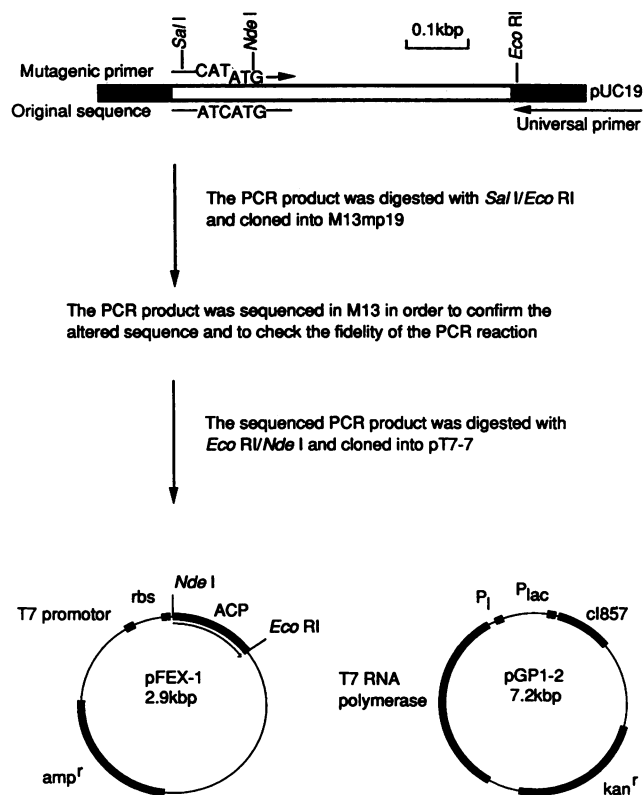 Sal I
Nde I
0.1kbp
Eco RI
Mutagenic primer
CAT
ATG
pUC19
Original sequence
ATCATG
Universal primer
The PCR product was digested with Sal I/Eco RI
and cloned into M13mp19
The PCR product was sequenced in M13 in order to confirm the
altered sequence and to check the fidelity of the PCR reaction
The sequenced PCR product was digested with
Eco RI/Nde I and cloned into pT7-7
Nde I
rbs
ACP
T7 promotor
Eco RI
pFEX-1
2.9kbp
amp^r
P_l
P_lac
cI857
T7 RNA
polymerase
pGP1-2
7.2kbp
kan^r